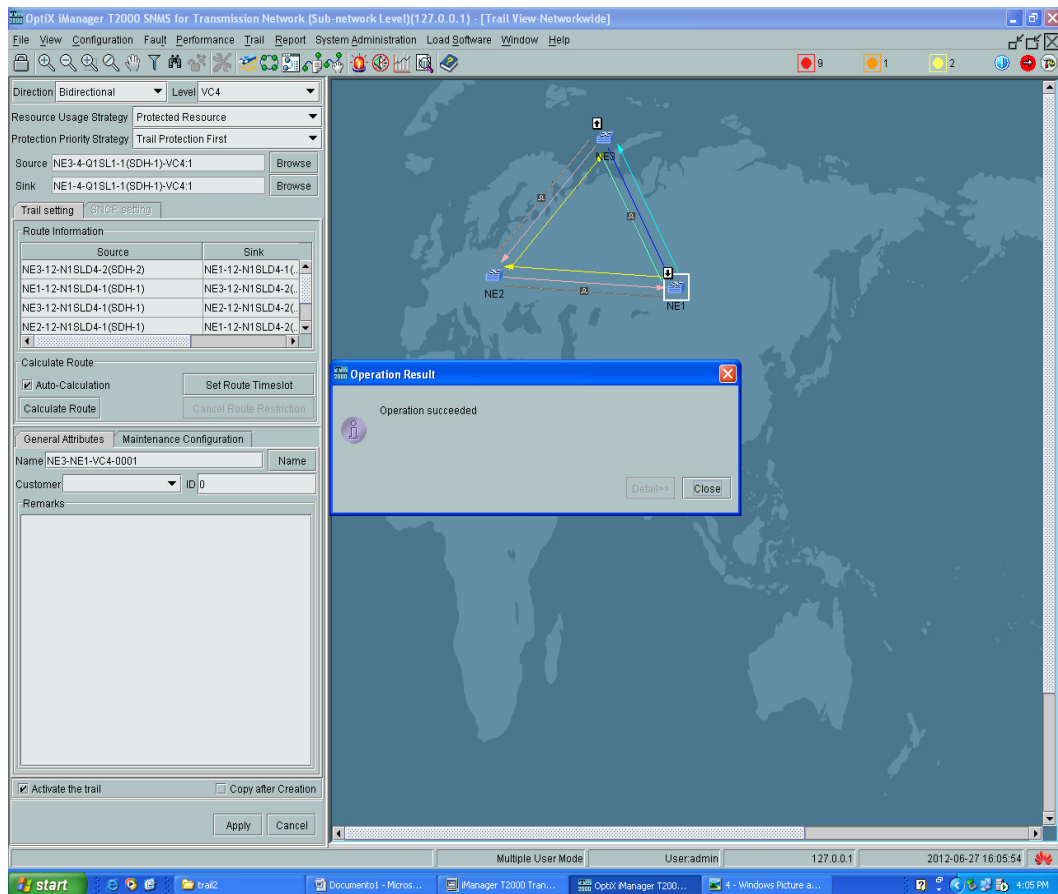 OptiX iManager T2000 SNMS for Transmission Network (Sub-network Level)(127.0.0.1) - [Trail View-Networkwide]
File View Configuration Fault Performance Trail Report System Administration Load Software Window Help
9 1 2
Direction Bidirectional Level VC4
Resource Usage Strategy Protected Resource
Protection Priority Strategy Trail Protection First
Source NE3-4-Q1SL1-1(SDH-1)-VC4:1 Browse
Sink NE1-4-Q1SL1-1(SDH-1)-VC4:1 Browse
Trail setting SNCP setting
Route Information
Source Sink
NE3-12-N1SLD4-2(SDH-2) NE1-12-N1SLD4-1(..
NE1-12-N1SLD4-1(SDH-1) NE3-12-N1SLD4-2(..
NE3-12-N1SLD4-1(SDH-1) NE2-12-N1SLD4-2(..
NE2-12-N1SLD4-1(SDH-1) NE1-12-N1SLD4-2(..
Calculate Route
Auto-Calculation Set Route Timeslot
Calculate Route Cancel Route Restriction
General Attributes Maintenance Configuration
Name NE3-NE1-VC4-0001 Name
Customer ID 0
Remarks
Activate the trail Copy after Creation
Apply Cancel
NE3
NE2
NE1
Operation Result
Operation succeeded
Detail>> Close
Multiple User Mode User:admin 127.0.0.1 2012-06-27 16:05:54
start trail2 Documento1 - Micros... iManager T2000 Tran... OptiX iManager T200... 4 - Windows Picture a... 4:05 PM